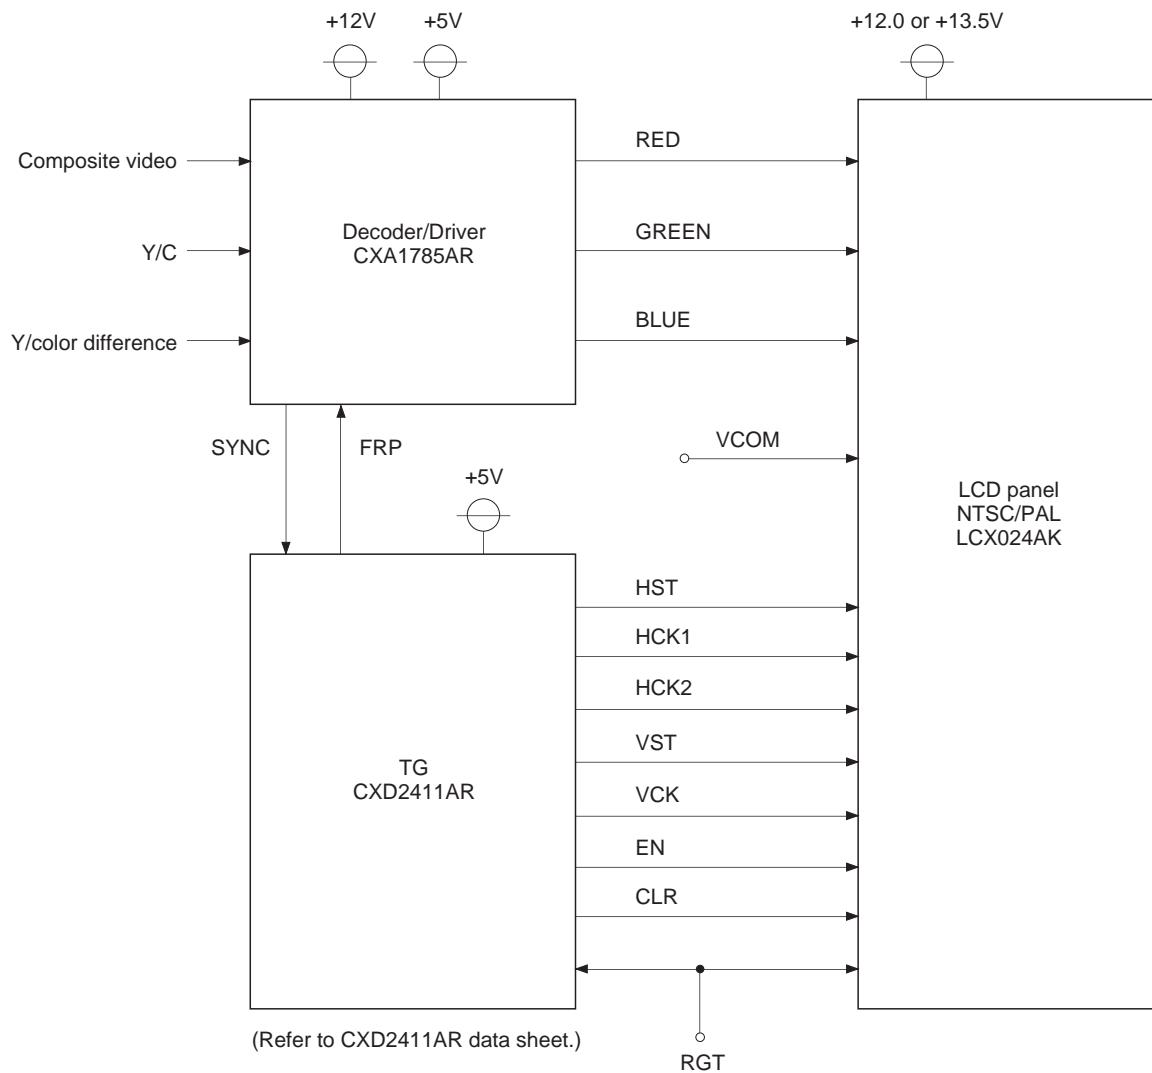 +12V
+5V
+12.0 or +13.5V
Composite video
Y/C
Y/color difference
Decoder/Driver
CXA1785AR
RED
GREEN
BLUE
SYNC
FRP
+5V
VCOM
LCD panel
NTSC/PAL
LCX024AK
TG
CXD2411AR
HST
HCK1
HCK2
VST
VCK
EN
CLR
(Refer to CXD2411AR data sheet.)
RGT